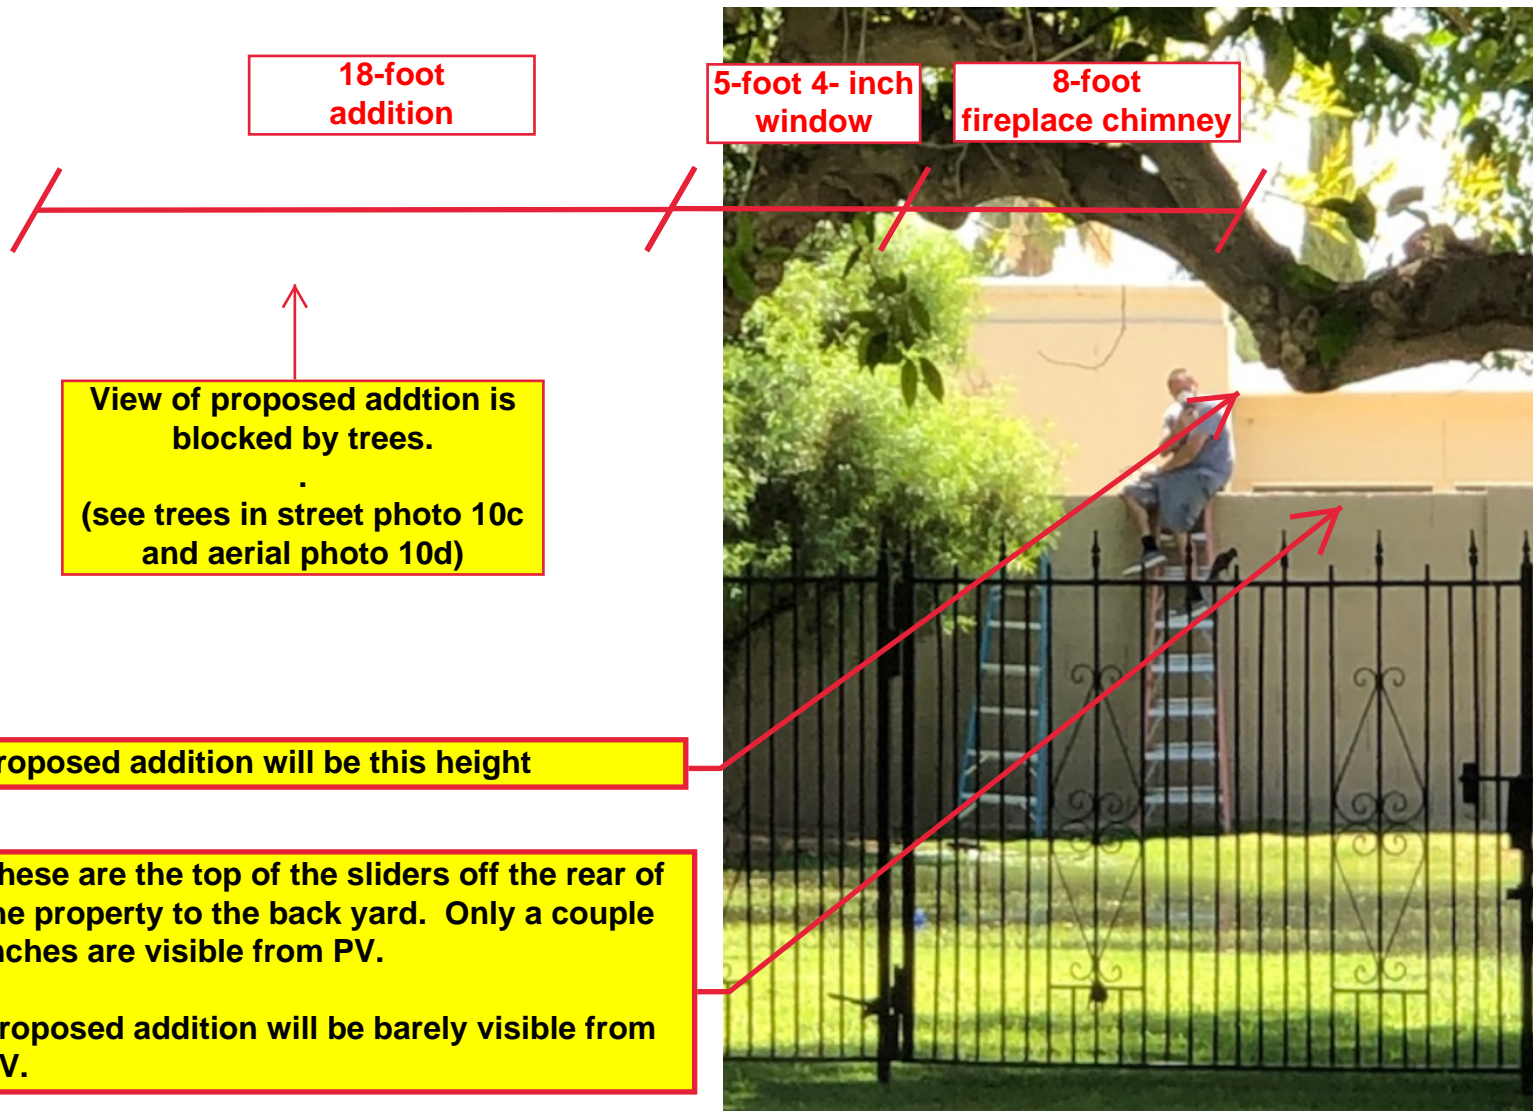 18-foot
addition
5-foot 4- inch
window
8-foot
fireplace chimney
View of proposed addtion is
blocked by trees.
.
(see trees in street photo 10c
and aerial photo 10d)
roposed addition will be this height
hese are the top of the sliders off the rear of
he property to the back yard. Only a couple
nches are visible from PV.
roposed addition will be barely visible from
V.